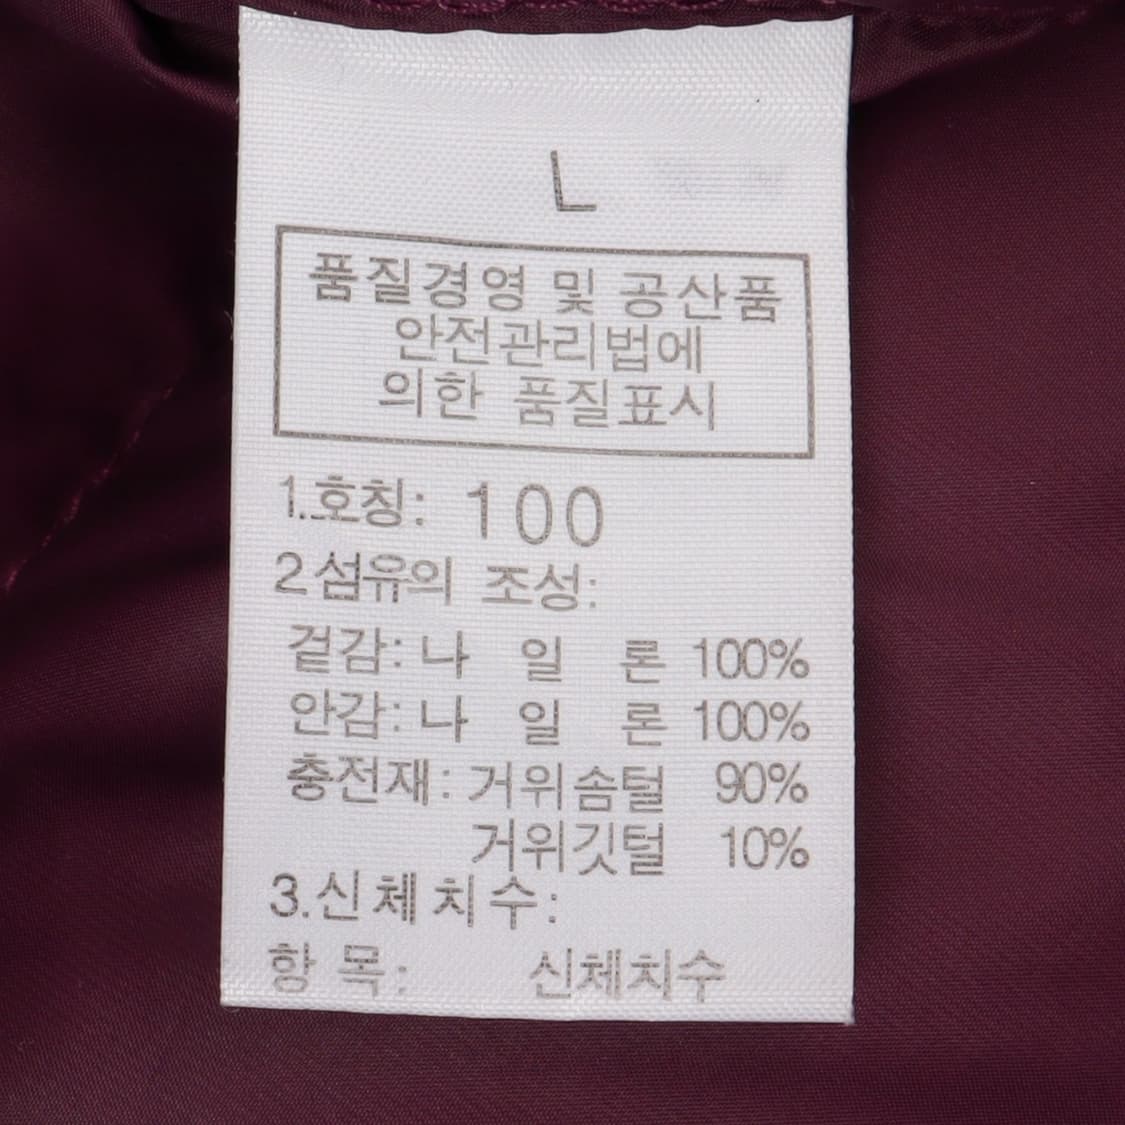 L
품질경영 및 공산품
안전관리법에
의한 품질표시
1.호칭: 100
2섬유의 조성:
겉감: 나 일 론 100%
안감: 나 일 론 100%
충전재: 거위솜털 90%
거위깃털 10%
3.신체치수:
항 목: 신체치수